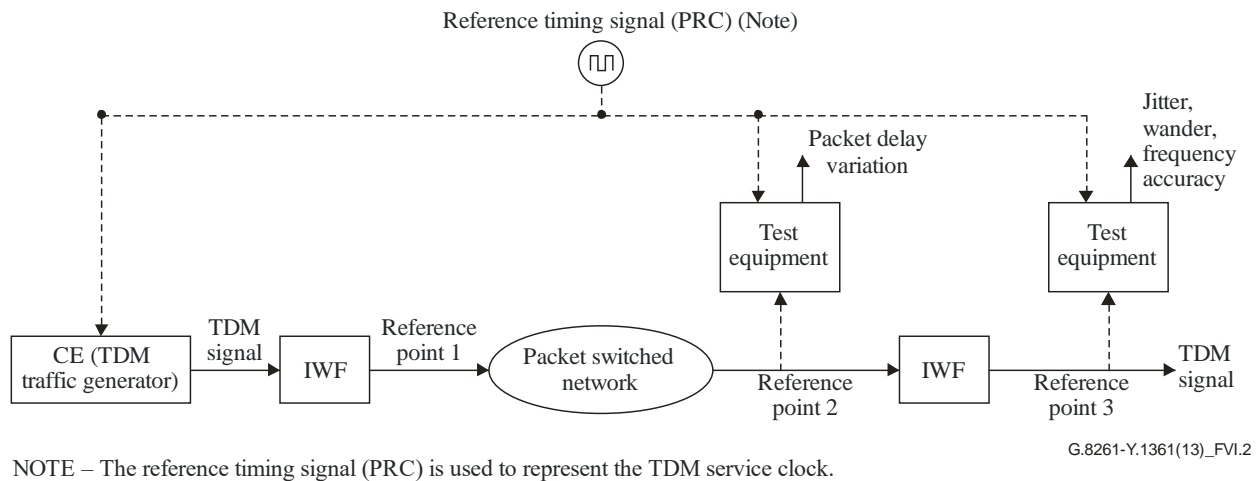 Reference timing signal (PRC) (Note)
Packet delay
variation
Jitter,
wander,
frequency
accuracy
Test
equipment
Test
equipment
CE (TDM
traffic generator)
TDM
signal
IWF
Reference
point 1
Packet switched
network
Reference
point 2
IWF
Reference
point 3
TDM
signal
G.8261-Y.1361(13)_FVI.2
NOTE – The reference timing signal (PRC) is used to represent the TDM service clock.